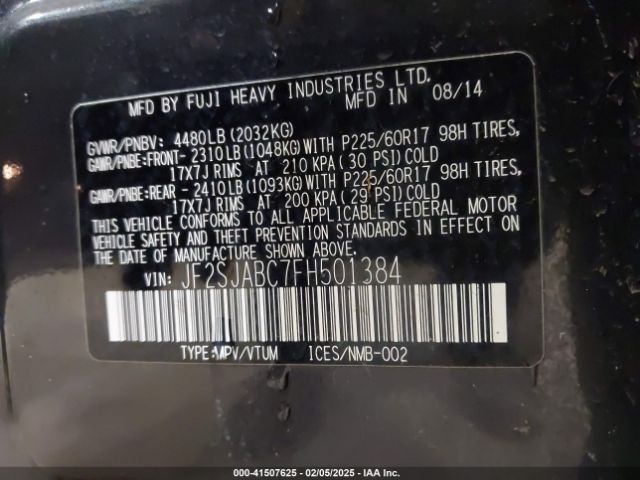 MFD BY FUJI HEAVY INDUSTRIES LTD.
MFD IN 08/14
GVWR/PNBV: 4480LB(2032KG)
GAWR/PNBE:FRONT- 2310LB(1048KG)WITH P225/60R17 98H TIRES,
17X7J RIMS AT 210 KPA(30 PSI)COLD
GAWR/PNBE:REAR - 2410LB(1093KG)WITH P225/60R17 98H TIRES,
17X7J RIMS AT 200 KPA(29 PSI)COLD
THIS VEHICLE CONFORMS TO ALL APPLICABLE FEDERAL MOTOR
VEHICLE SAFETY AND THEFT PREVENTION STANDARDS IN EFFECT ON
THE DATE OF MANUFACTURE SHOWN ABOVE.
VIN: JF2SJABC7FH501384
TYPE:MPV/VTUM ICES/NMB-002
00-41507625 - 02/05/2025 - IAA, Inc.